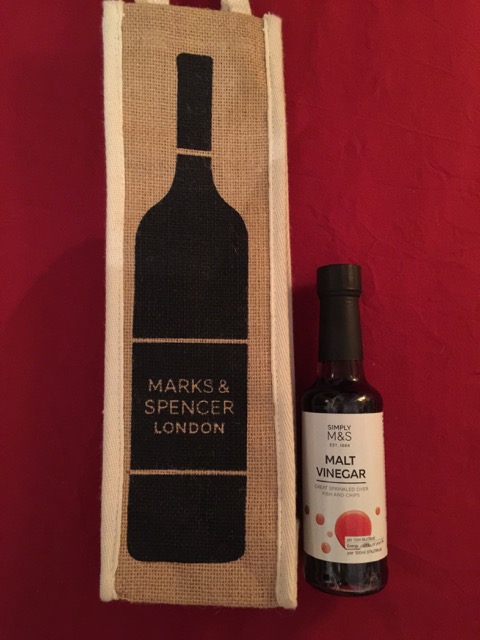 MARKS &
SPENCER
LONDON
SIMPLY
M&S
EST. 1884
MALT
VINEGAR
GREAT SPRINKLED OVER
FISH AND CHIPS